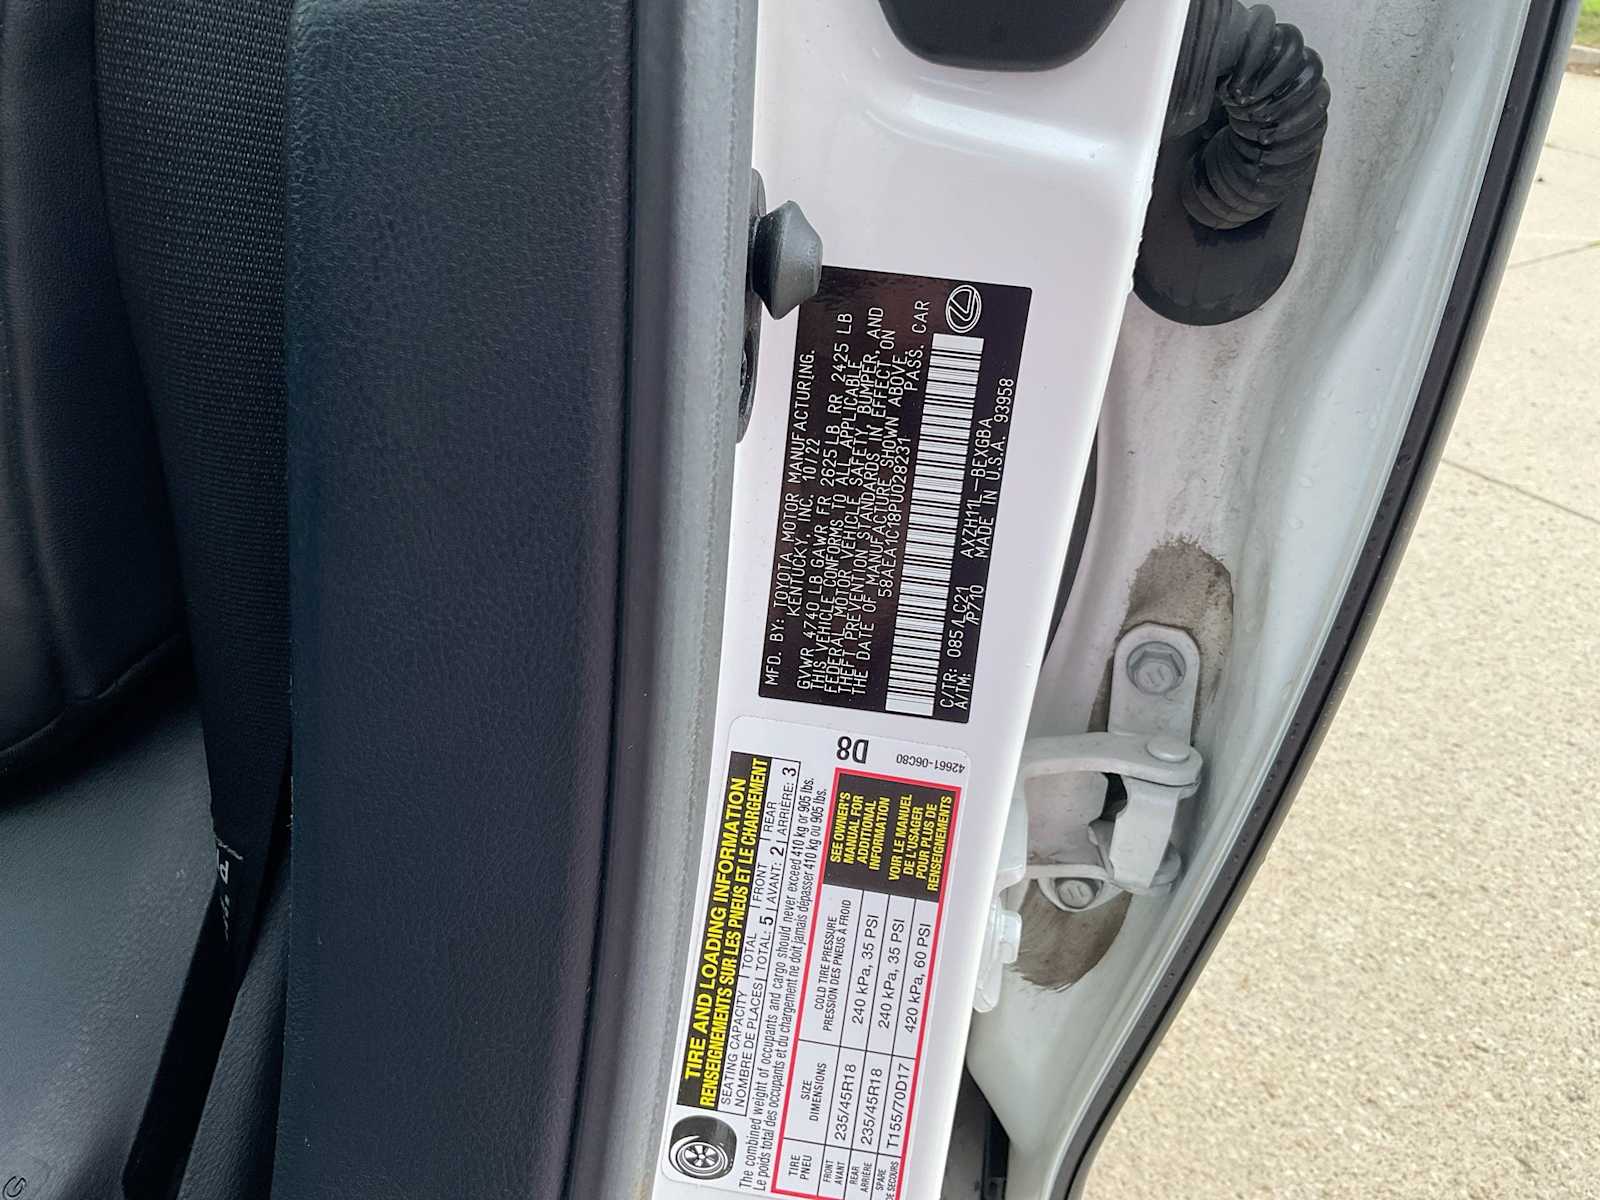 MFD. BY: TOYOTA MOTOR MANUFACTURING.
KENTUCKY, INC. 10/22
GVWR 4740 LB GAWR FR 2625 LB RR 2425 LB
THIS VEHICLE CONFORMS TO ALL APPLICABLE
FEDERAL MOTOR VEHICLE SAFETY, BUMPER, AND
THEFT PREVENTION STANDARDS IN EFFECT ON
THE DATE OF MANUFACTURE SHOWN ABOVE.
58AEA1C18PU028231 PASS. CAR
C/TR: 085/LC21 AXZH11L-BEXGBA
A/TM: /P710 MADE IN U.S.A. 93958
D8
42661-06C80
TIRE AND LOADING INFORMATION
RENSEIGNEMENTS SUR LES PNEUS ET LE CHARGEMENT
SEATING CAPACITY TOTAL FRONT REAR
NOMBRE DE PLACES TOTAL: 5 AVANT: 2 ARRIÈRE: 3
The combined weight of occupants and cargo should never exceed 410 kg or 905 lbs.
Le poids total des occupants et du chargement ne doit jamais dépasser 410 kg ou 905 lbs.
TIRE SIZE COLD TIRE PRESSURE
PNEU DIMENSIONS PRESSION DES PNEUS À FROID
FRONT
AVANT 235/45R18 240 kPa, 35 PSI
REAR
ARRIÈRE 235/45R18 240 kPa, 35 PSI
SPARE
DE SECOURS T155/70D17 420 kPa, 60 PSI
SEE OWNER'S
MANUAL FOR
ADDITIONAL
INFORMATION
VOIR LE MANUEL
DE L'USAGER
POUR PLUS DE
RENSEIGNEMENTS